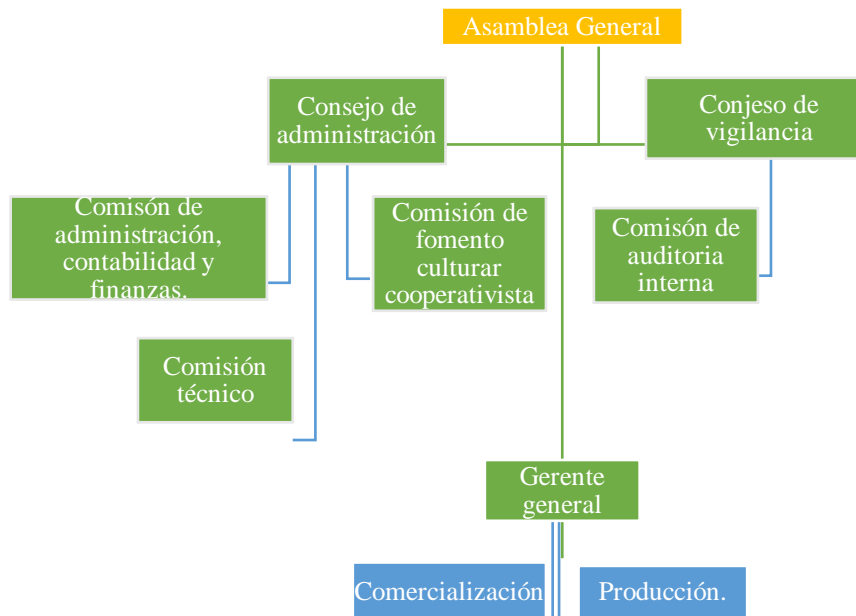 Asamblea General
Consejo de
administración
Conjeso de
vigilancia
Comisón de
administración,
contabilidad y
finanzas.
Comisión de
fomento
culturar
cooperativista
Comisón de
auditoria
interna
Comisión
técnico
Gerente
general
Comercialización
Producción.